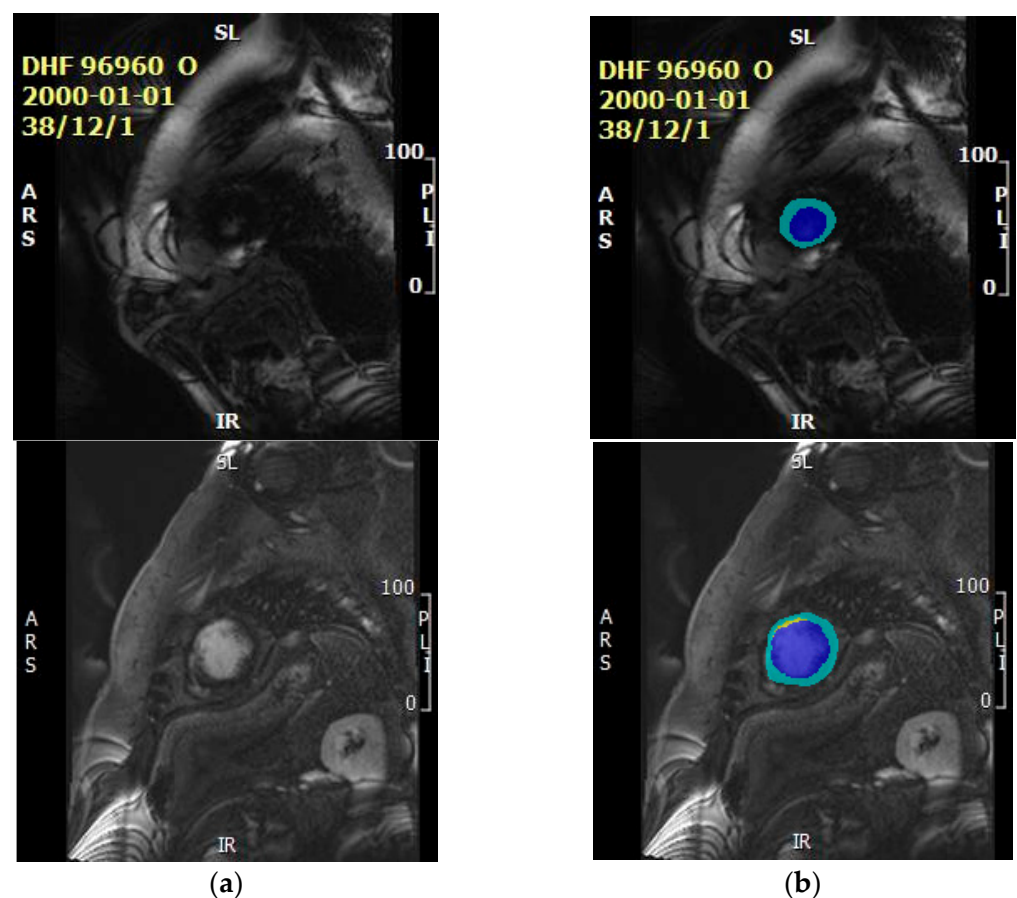 SL
DHF 96960 O
2000-01-01
38/12/1
100
A
R
S
P
L
I
0
IR
SL
DHF 96960 O
2000-01-01
38/12/1
100
A
R
S
P
L
I
0
IR
SL
100
A
R
S
P
L
I
0
IR
SL
100
A
R
S
P
L
I
0
IR
(a)
(b)